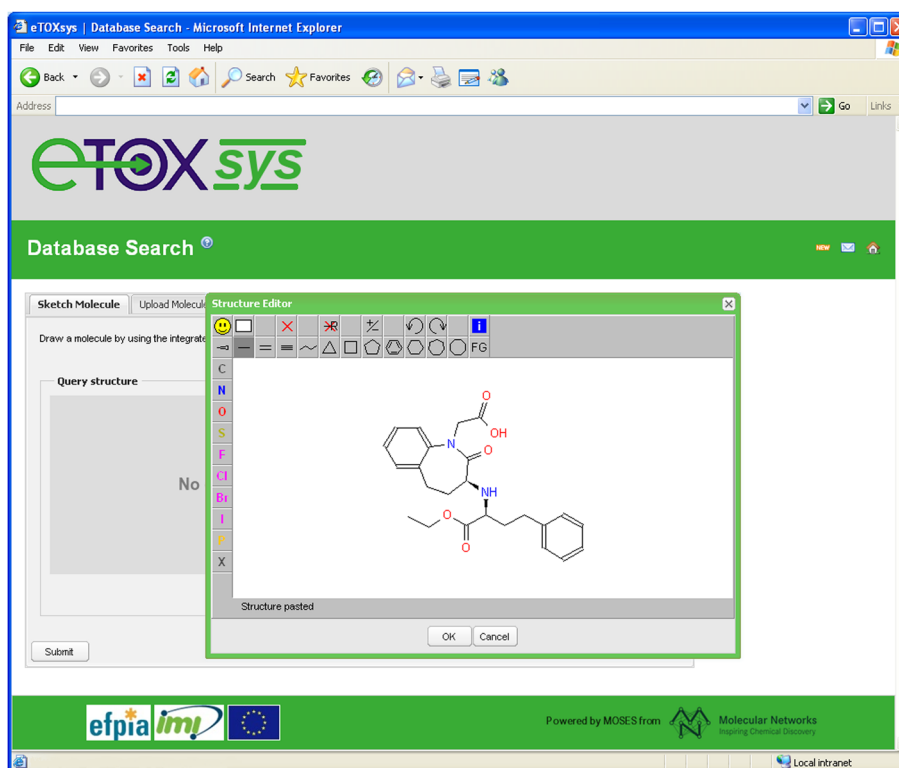 eTOXsys | Database Search - Microsoft Internet Explorer
File Edit View Favorites Tools Help
Back Search Favorites
Address Go Links
eTOX sys
Database Search
NEW
Sketch Molecule Upload Molecule
Structure Editor
Draw a molecule by using the integrate
R
FG
C
N
O
S
F
Cl
Br
I
P
X
Query structure
No
O
OH
N
O
NH
O
O
Structure pasted
OK Cancel
Submit
efpia imi
Powered by MOSES from Molecular Networks
Inspiring Chemical Discovery
Local intranet